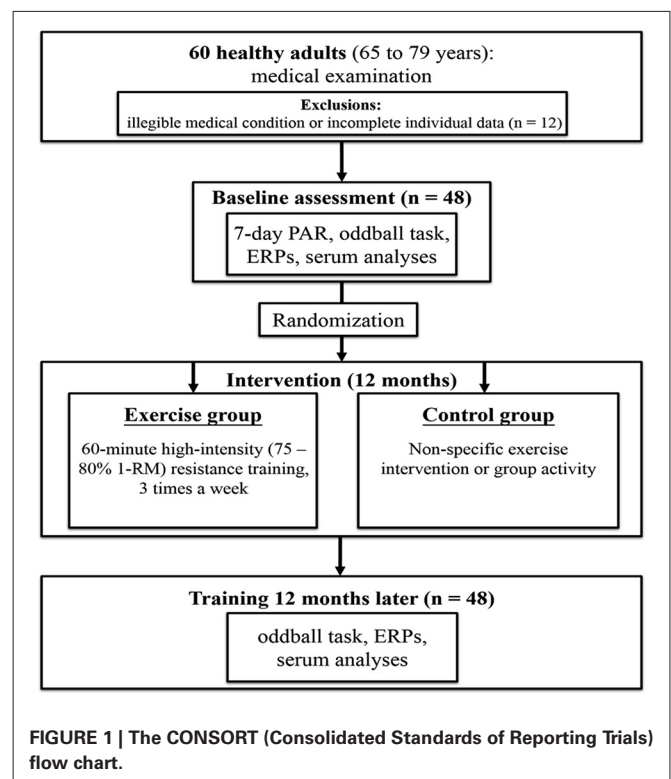 60 healthy adults (65 to 79 years):
medical examination
Exclusions:
illegible medical condition or incomplete individual data (n = 12)
Baseline assessment (n = 48)
7-day PAR, oddball task,
ERPs, serum analyses
Randomization
Intervention (12 months)
Exercise group
60-minute high-intensity (75 –
80% 1-RM) resistance training,
3 times a week
Control group
Non-specific exercise
intervention or group activity
Training 12 months later (n = 48)
oddball task, ERPs,
serum analyses
FIGURE 1 | The CONSORT (Consolidated Standards of Reporting Trials)
flow chart.